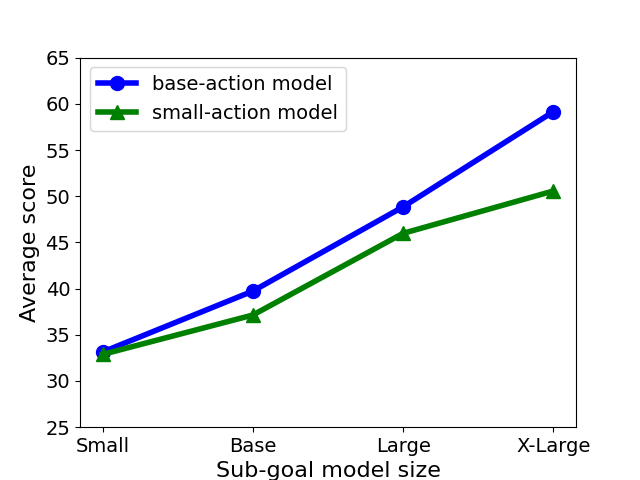 65
60
55
50
45
40
35
30
25
Average score
base-action model
small-action model
Small Base Large X-Large
Sub-goal model size